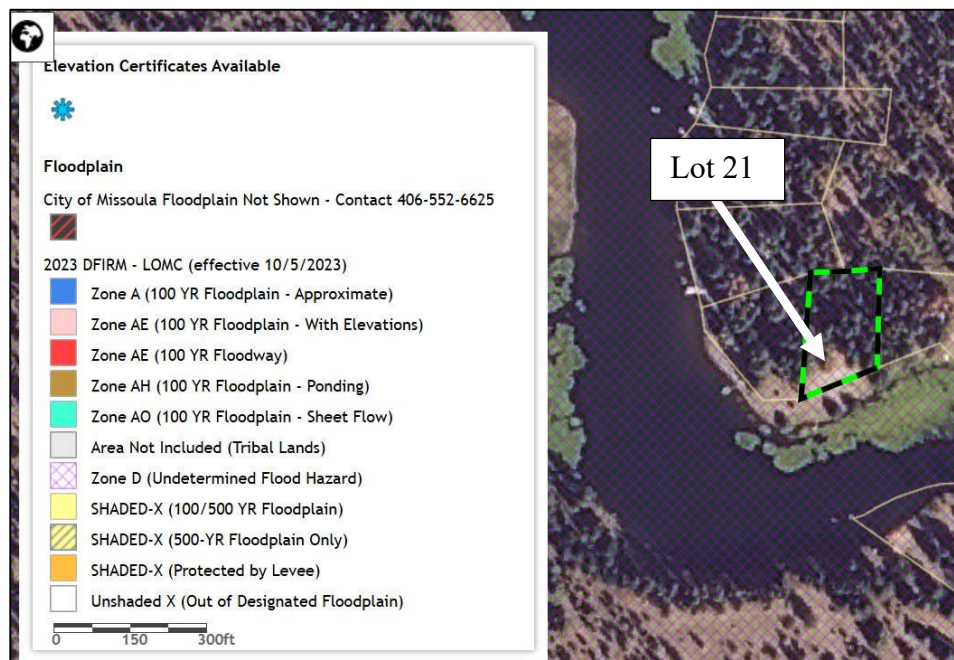 Elevation Certificates Available
Floodplain
City of Missoula Floodplain Not Shown - Contact 406-552-6625
2023 DFIRM - LOMC (effective 10/5/2023)
Zone A (100 YR Floodplain - Approximate)
Zone AE (100 YR Floodplain - With Elevations)
Zone AE (100 YR Floodway)
Zone AH (100 YR Floodplain - Ponding)
Zone AO (100 YR Floodplain - Sheet Flow)
Area Not Included (Tribal Lands)
Zone D (Undetermined Flood Hazard)
SHADED-X (100/500 YR Floodplain)
SHADED-X (500-YR Floodplain Only)
SHADED-X (Protected by Levee)
Unshaded X (Out of Designated Floodplain)
0 150 300ft
Lot 21